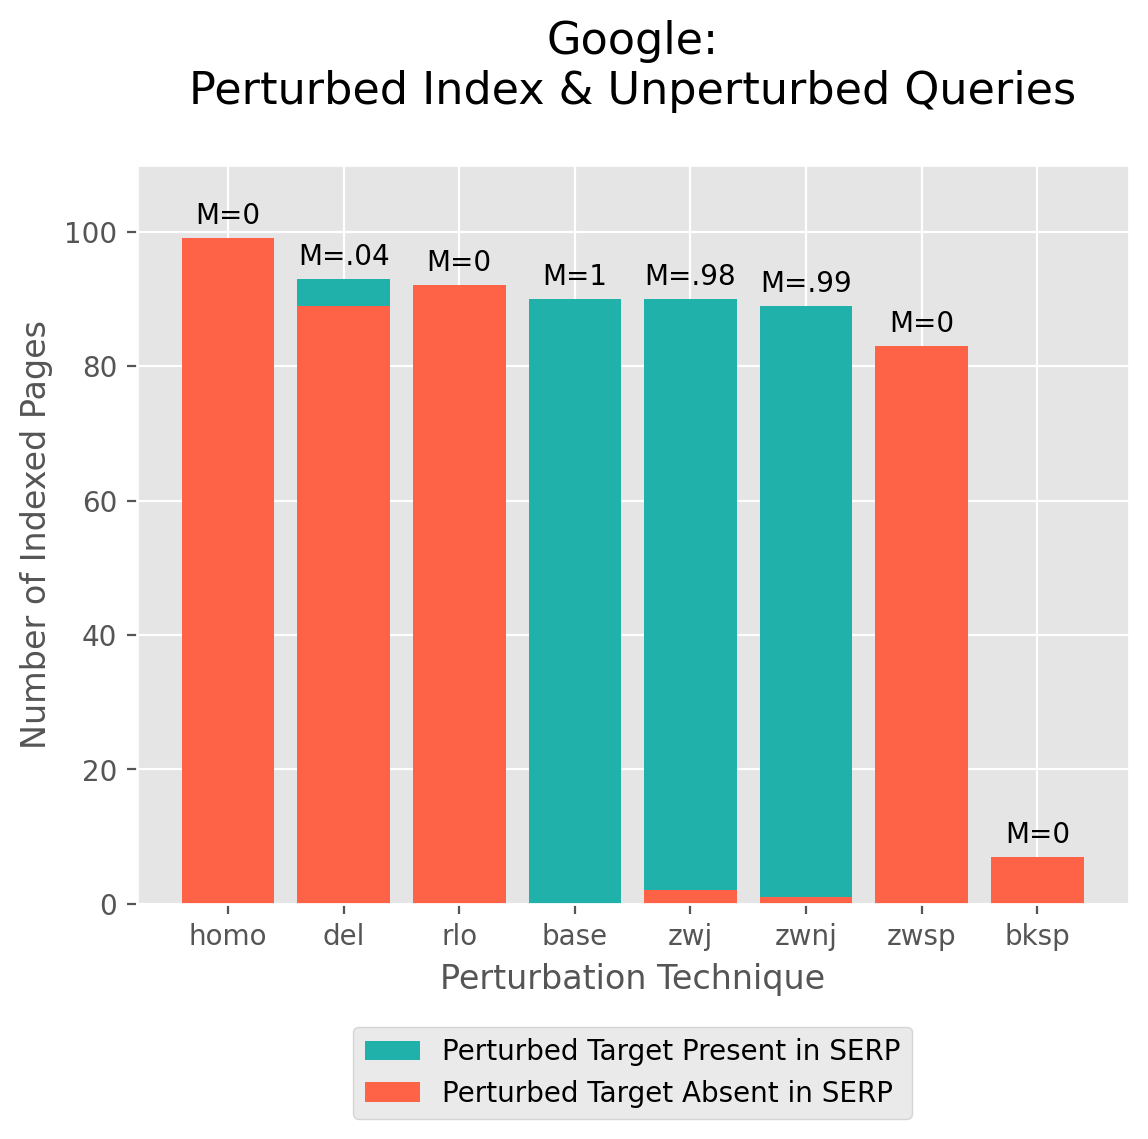 Google:
Perturbed Index & Unperturbed Queries
M=0
M=.04
M=0
M=1
M=.98
M=.99
M=0
M=0
Number of Indexed Pages
100
80
60
40
20
0
homo del rlo base zwj zwnj zwsp bksp
Perturbation Technique
Perturbed Target Present in SERP
Perturbed Target Absent in SERP